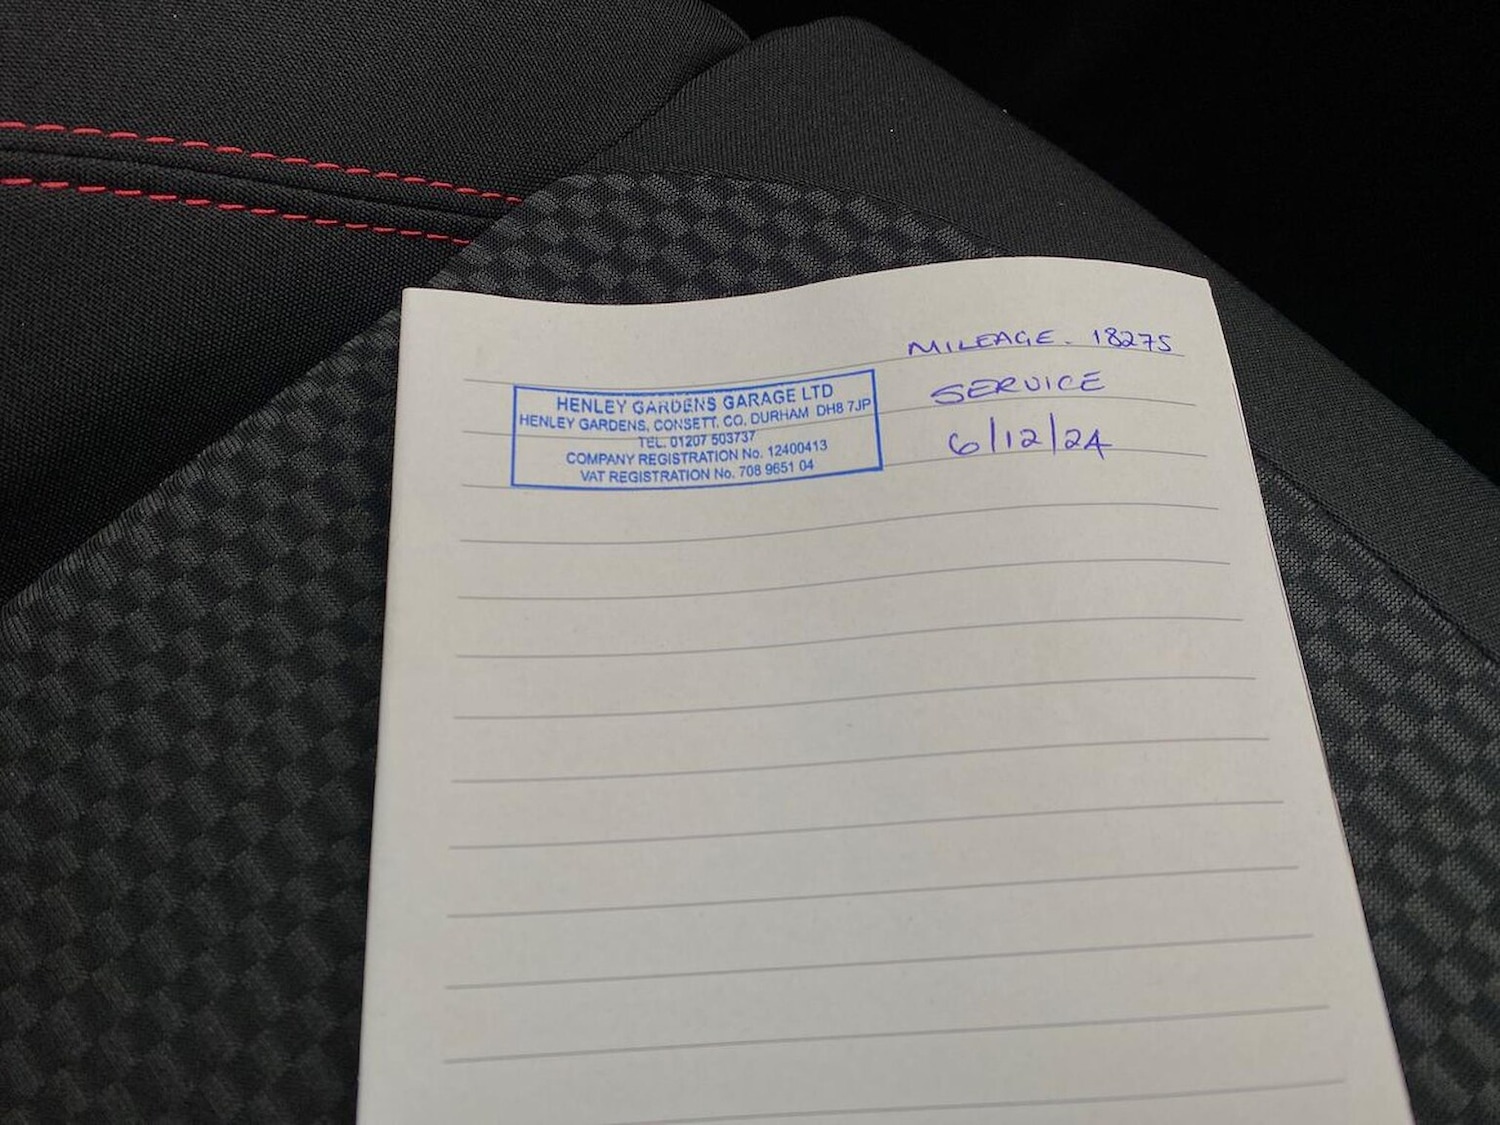 MILEAGE. 18275
SERVICE
6/12/24
HENLEY GARDENS GARAGE LTD
HENLEY GARDENS, CONSETT. CO. DURHAM DH8 7JP
TEL. 01207 503737
COMPANY REGISTRATION No. 12400413
VAT REGISTRATION No. 708 9651 04